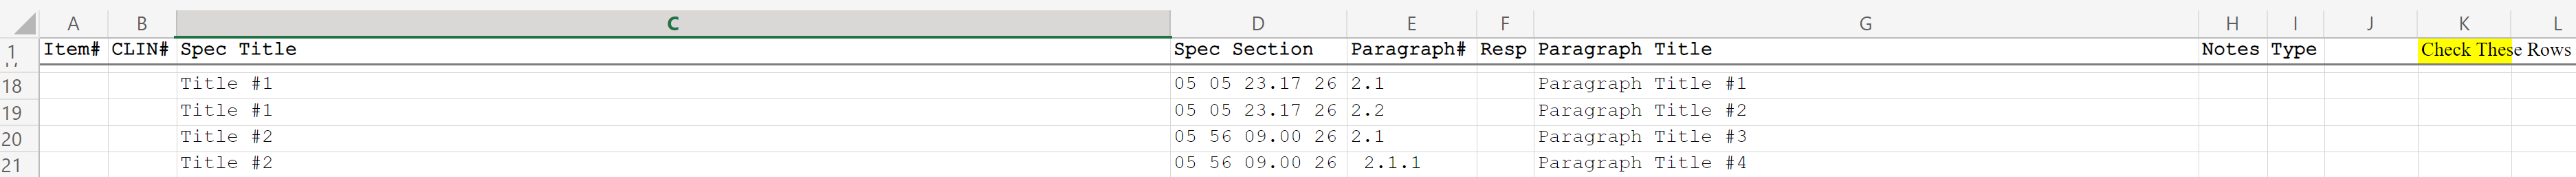 A B C D E F G H I J K L
1 Item# CLIN# Spec Title Spec Section Paragraph# Resp Paragraph Title Notes Type Check These Rows
18 Title #1 05 05 23.17 26 2.1 Paragraph Title #1
19 Title #1 05 05 23.17 26 2.2 Paragraph Title #2
20 Title #2 05 56 09.00 26 2.1 Paragraph Title #3
21 Title #2 05 56 09.00 26 2.1.1 Paragraph Title #4